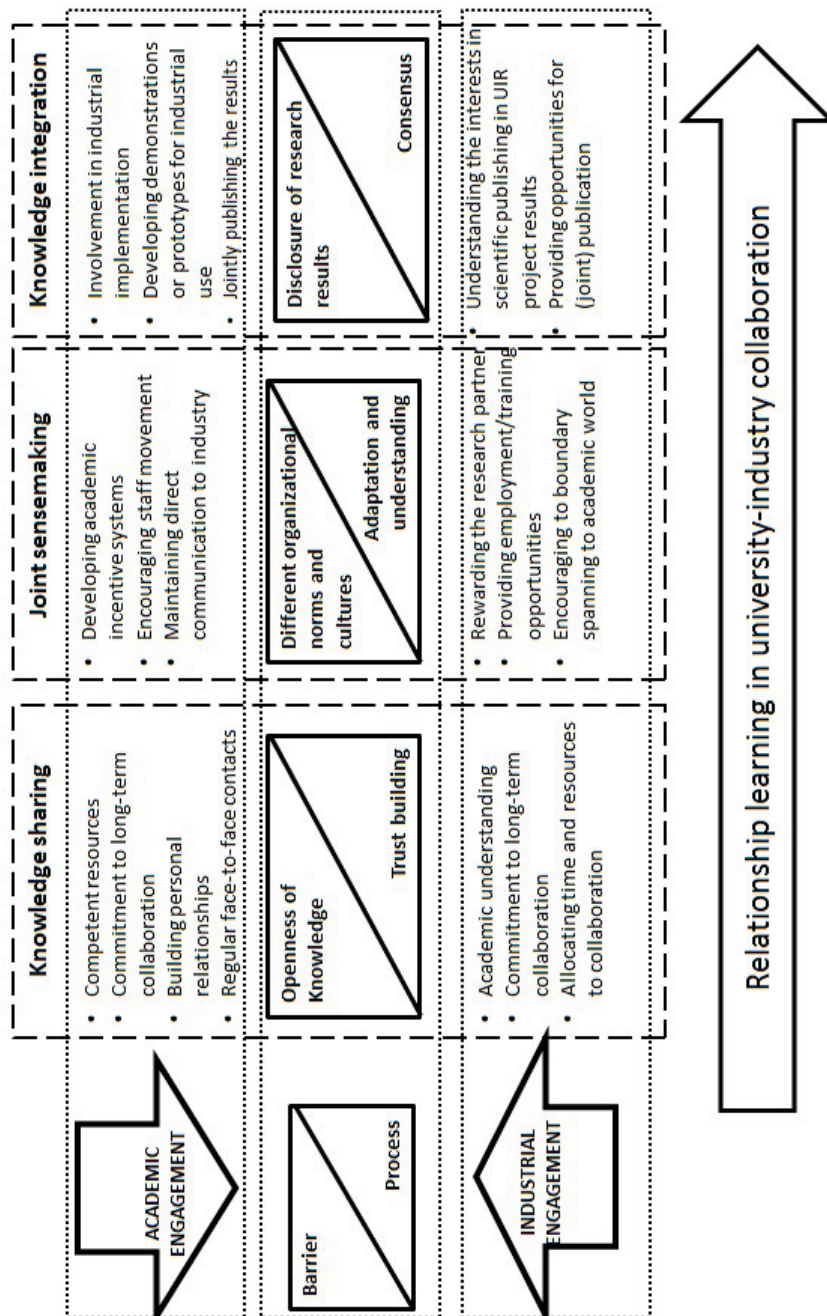 Knowledge sharing
Joint sensemaking
Knowledge integration
ACADEMIC
ENGAGEMENT
• Competent resources
• Commitment to long-term
collaboration
• Building personal
relationships
• Regular face-to-face contacts
• Developing academic
incentive systems
• Encouraging staff movement
• Maintaining direct
communication to industry
• Involvement in industrial
implementation
• Developing demonstrations
or prototypes for industrial
use
• Jointly publishing the results
Barrier
Process
Openness of
Knowledge
Trust building
Different organizational
norms and
cultures
Adaptation and
understanding
Disclosure of research
results
Consensus
INDUSTRIAL
ENGAGEMENT
• Academic understanding
• Commitment to long-term
collaboration
• Allocating time and resources
to collaboration
• Rewarding the research partner
• Providing employment/training
opportunities
• Encouraging to boundary
spanning to academic world
• Understanding the interests in
scientific publishing in UIR
project results
• Providing opportunities for
(joint) publication
Relationship learning in university-industry collaboration